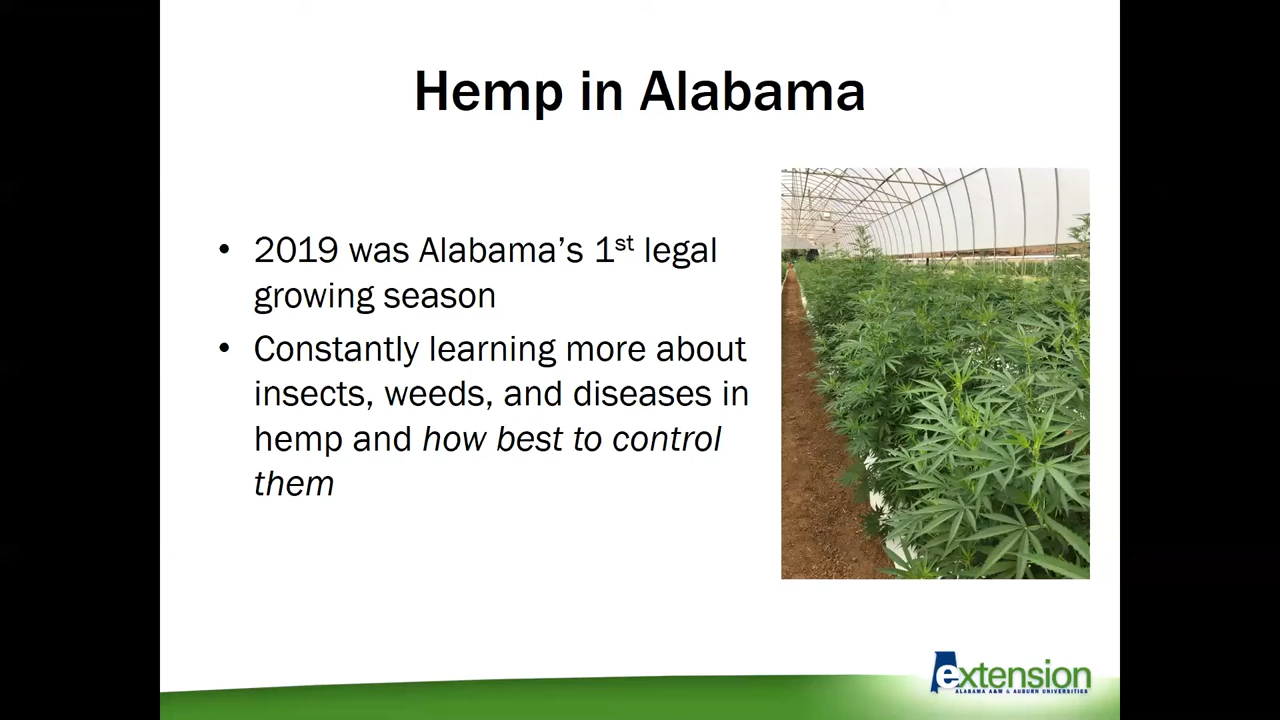 Hemp in Alabama
• 2019 was Alabama’s 1st legal
growing season
• Constantly learning more about
insects, weeds, and diseases in
hemp and how best to control
them
extension
ALABAMA A&M & AUBURN UNIVERSITIES